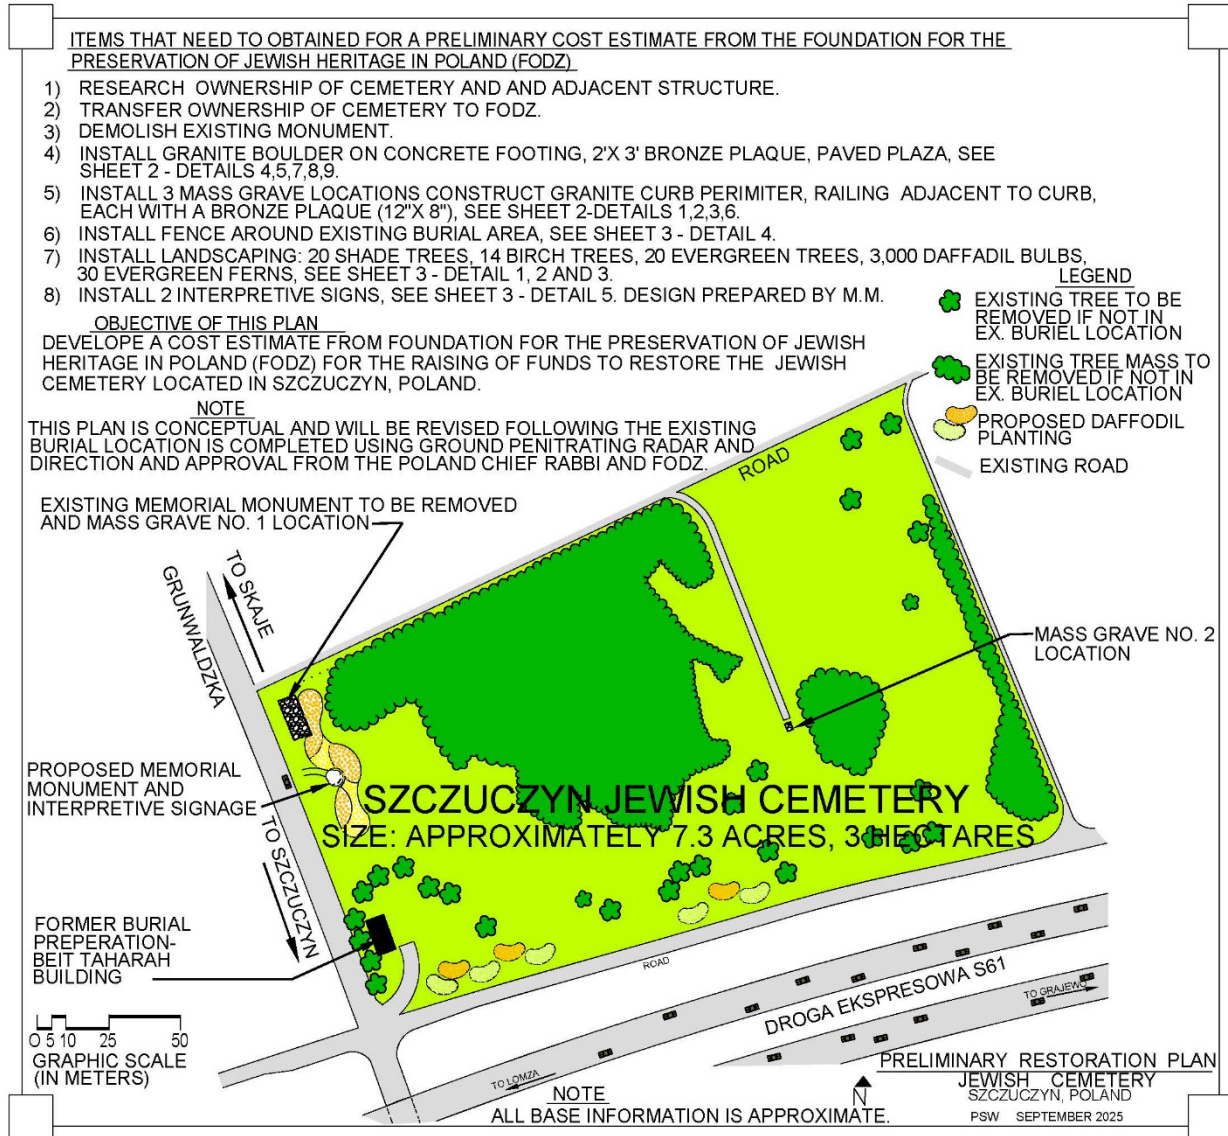 ITEMS THAT NEED TO OBTAINED FOR A PRELIMINARY COST ESTIMATE FROM THE FOUNDATION FOR THE
PRESERVATION OF JEWISH HERITAGE IN POLAND (FODZ)
1) RESEARCH OWNERSHIP OF CEMETERY AND AND ADJACENT STRUCTURE.
2) TRANSFER OWNERSHIP OF CEMETERY TO FODZ.
3) DEMOLISH EXISTING MONUMENT.
4) INSTALL GRANITE BOULDER ON CONCRETE FOOTING, 2'X 3' BRONZE PLAQUE, PAVED PLAZA, SEE
SHEET 2 - DETAILS 4,5,7,8,9.
5) INSTALL 3 MASS GRAVE LOCATIONS CONSTRUCT GRANITE CURB PERIMITER, RAILING ADJACENT TO CURB,
EACH WITH A BRONZE PLAQUE (12"X 8"), SEE SHEET 2-DETAILS 1,2,3,6.
6) INSTALL FENCE AROUND EXISTING BURIAL AREA, SEE SHEET 3 - DETAIL 4.
7) INSTALL LANDSCAPING: 20 SHADE TREES, 14 BIRCH TREES, 20 EVERGREEN TREES, 3,000 DAFFADIL BULBS,
30 EVERGREEN FERNS, SEE SHEET 3 - DETAIL 1, 2 AND 3.
8) INSTALL 2 INTERPRETIVE SIGNS, SEE SHEET 3 - DETAIL 5. DESIGN PREPARED BY M.M.
OBJECTIVE OF THIS PLAN
DEVELOPE A COST ESTIMATE FROM FOUNDATION FOR THE PRESERVATION OF JEWISH
HERITAGE IN POLAND (FODZ) FOR THE RAISING OF FUNDS TO RESTORE THE JEWISH
CEMETERY LOCATED IN SZCZUCZYN, POLAND.
NOTE
THIS PLAN IS CONCEPTUAL AND WILL BE REVISED FOLLOWING THE EXISTING
BURIAL LOCATION IS COMPLETED USING GROUND PENITRATING RADAR AND
DIRECTION AND APPROVAL FROM THE POLAND CHIEF RABBI AND FODZ.
LEGEND
EXISTING TREE TO BE
REMOVED IF NOT IN
EX. BURIEL LOCATION
EXISTING TREE MASS TO
BE REMOVED IF NOT IN
EX. BURIEL LOCATION
PROPOSED DAFFODIL
PLANTING
EXISTING ROAD
EXISTING MEMORIAL MONUMENT TO BE REMOVED
AND MASS GRAVE NO. 1 LOCATION
ROAD
TO SKAJE
GRUNWALDZKA
MASS GRAVE NO. 2
LOCATION
PROPOSED MEMORIAL
MONUMENT AND
INTERPRETIVE SIGNAGE
SZCZUCZYN JEWISH CEMETERY
SIZE: APPROXIMATELY 7.3 ACRES, 3 HECTARES
TO SZCZUCZYN
FORMER BURIAL
PREPERATION-
BEIT TAHARAH
BUILDING
ROAD
DROGA EKSPRESOWA S61
TO GRAJEWO
TO LOMZA
0 5 10 25 50
GRAPHIC SCALE
(IN METERS)
NOTE
ALL BASE INFORMATION IS APPROXIMATE.
N
PRELIMINARY RESTORATION PLAN
JEWISH CEMETERY
SZCZUCZYN, POLAND
PSW SEPTEMBER 2025